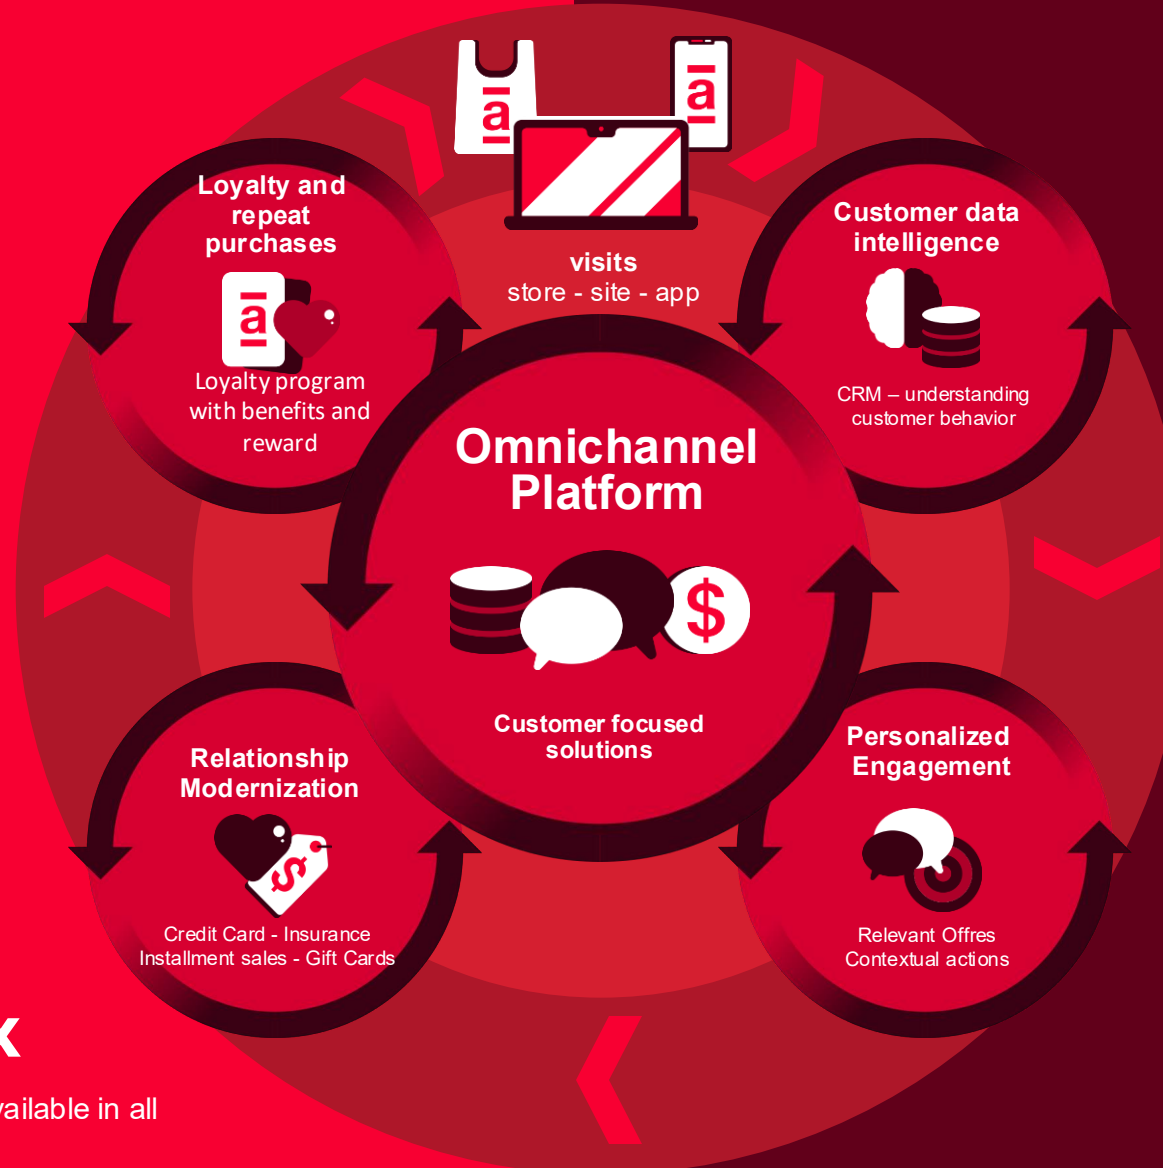 a
a
visits
store - site - app
Loyalty and
repeat
purchases
a
Loyalty program
with benefits and
reward
Customer data
intelligence
CRM – understanding
customer behavior
Omnichannel
Platform
$
Customer focused
solutions
Relationship
Modernization
$
Credit Card - Insurance
Installment sales - Gift Cards
Personalized
Engagement
Relevant Offres
Contextual actions
available in all